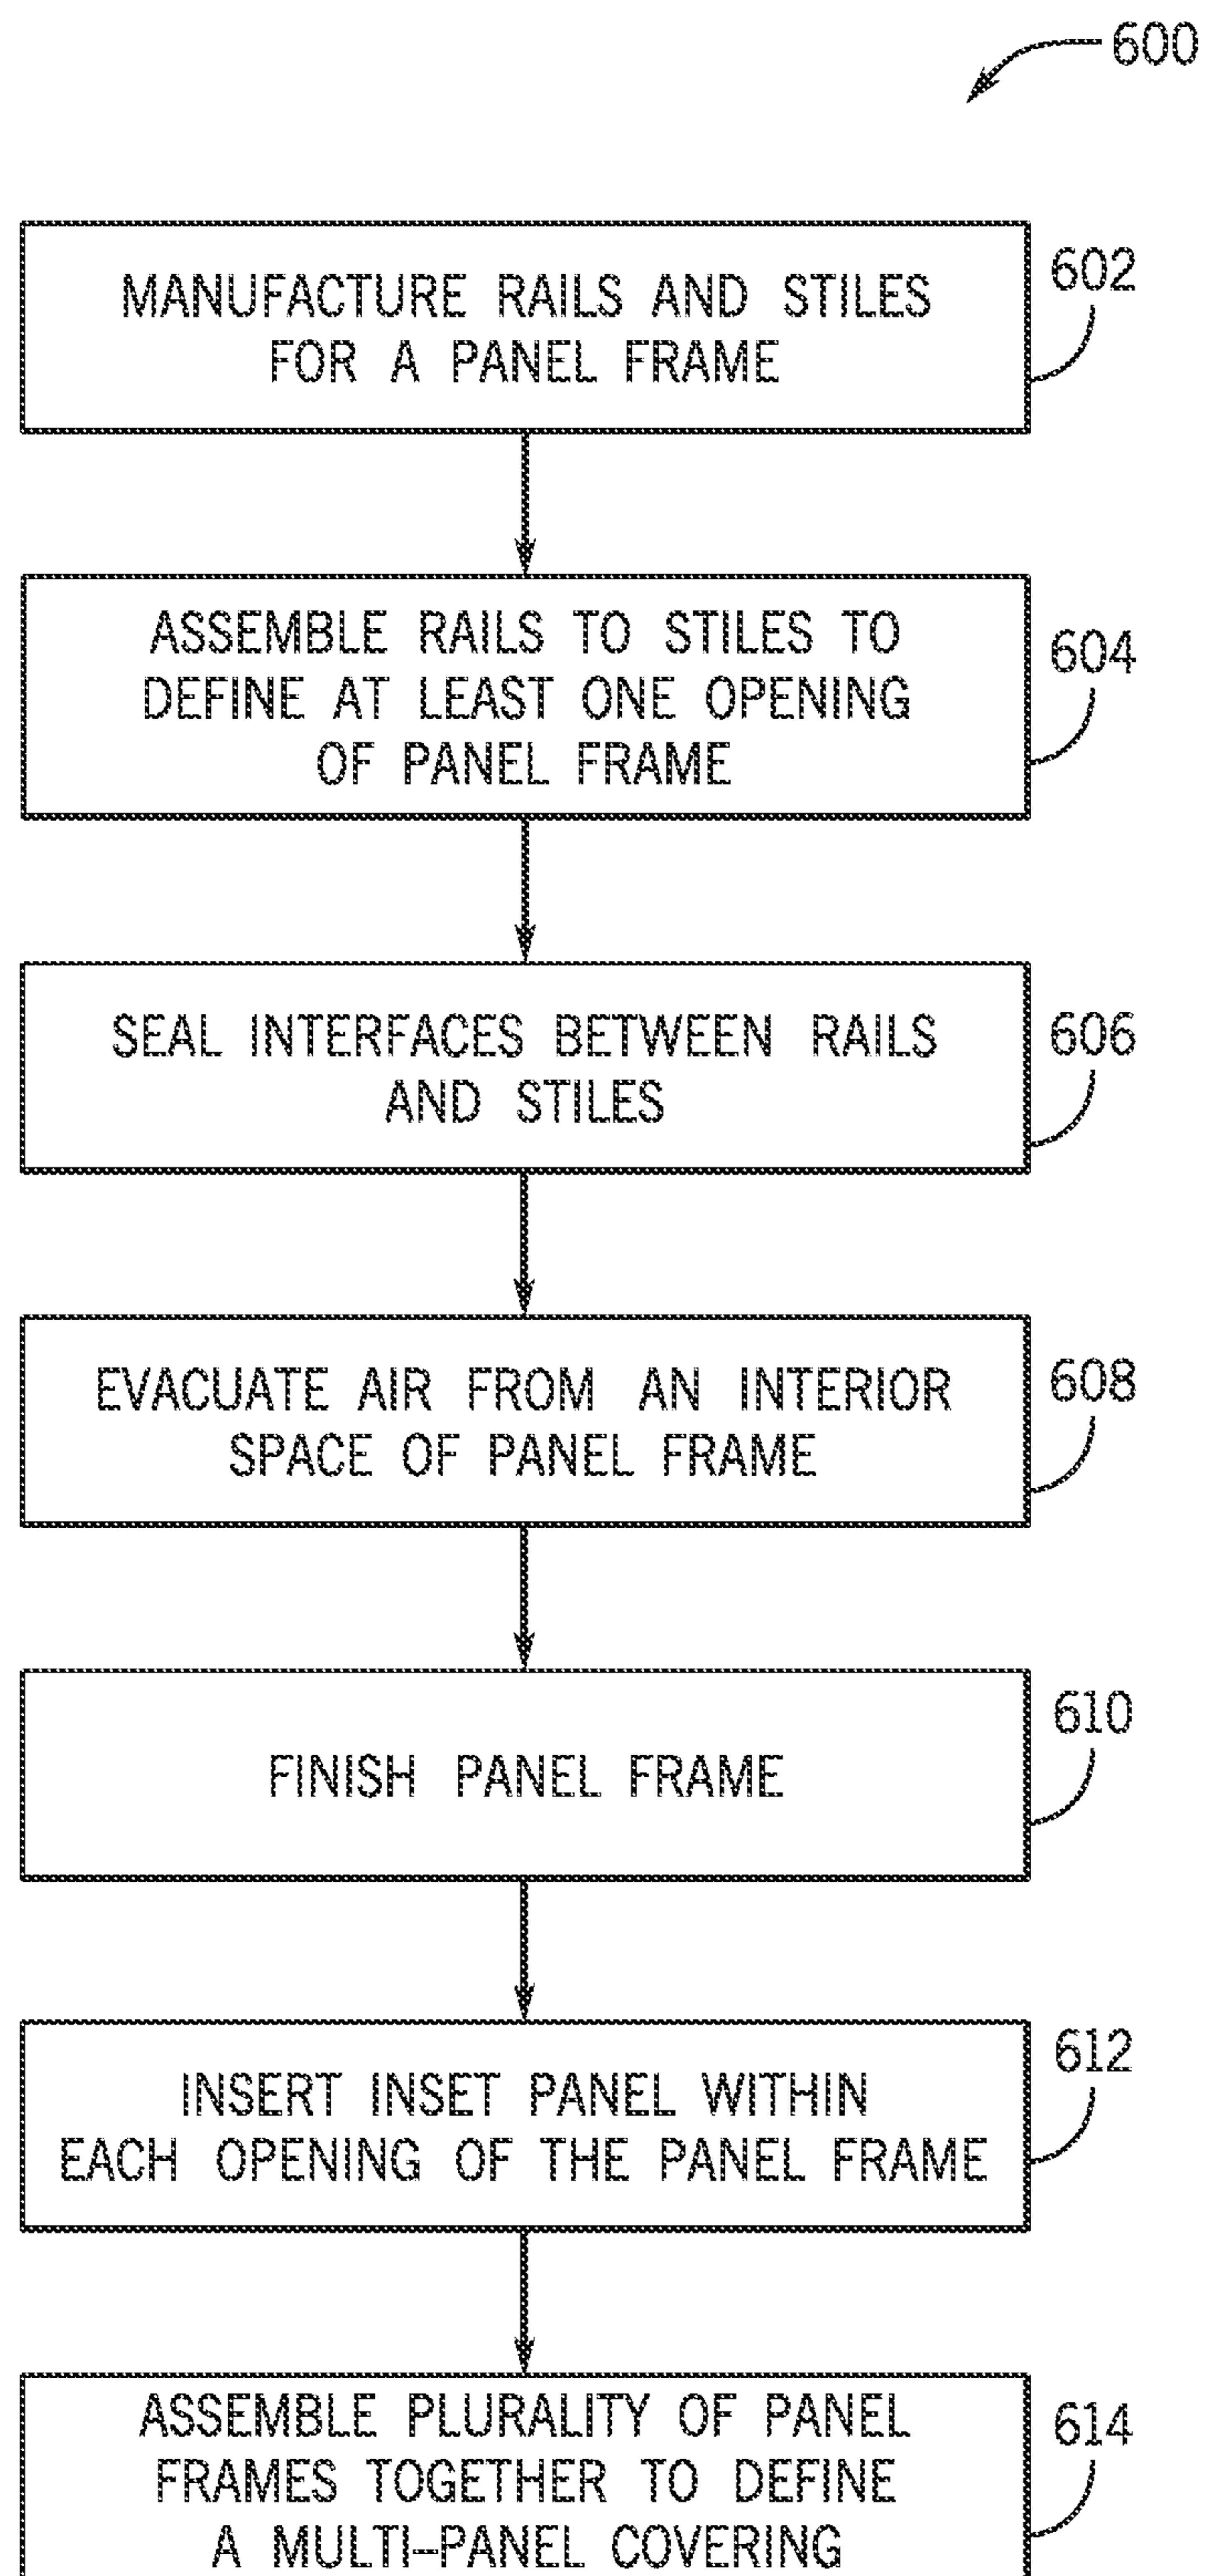 600
MANUFACTURE RAILS AND STILES
FOR A PANEL FRAME
602
ASSEMBLE RAILS TO STILES TO
DEFINE AT LEAST ONE OPENING
OF PANEL FRAME
604
SEAL INTERFACES BETWEEN RAILS
AND STILES
606
EVACUATE AIR FROM AN INTERIOR
SPACE OF PANEL FRAME
608
FINISH PANEL FRAME
610
INSERT INSET PANEL WITHIN
EACH OPENING OF THE PANEL FRAME
612
ASSEMBLE PLURALITY OF PANEL
FRAMES TOGETHER TO DEFINE
A MULTI-PANEL COVERING
614